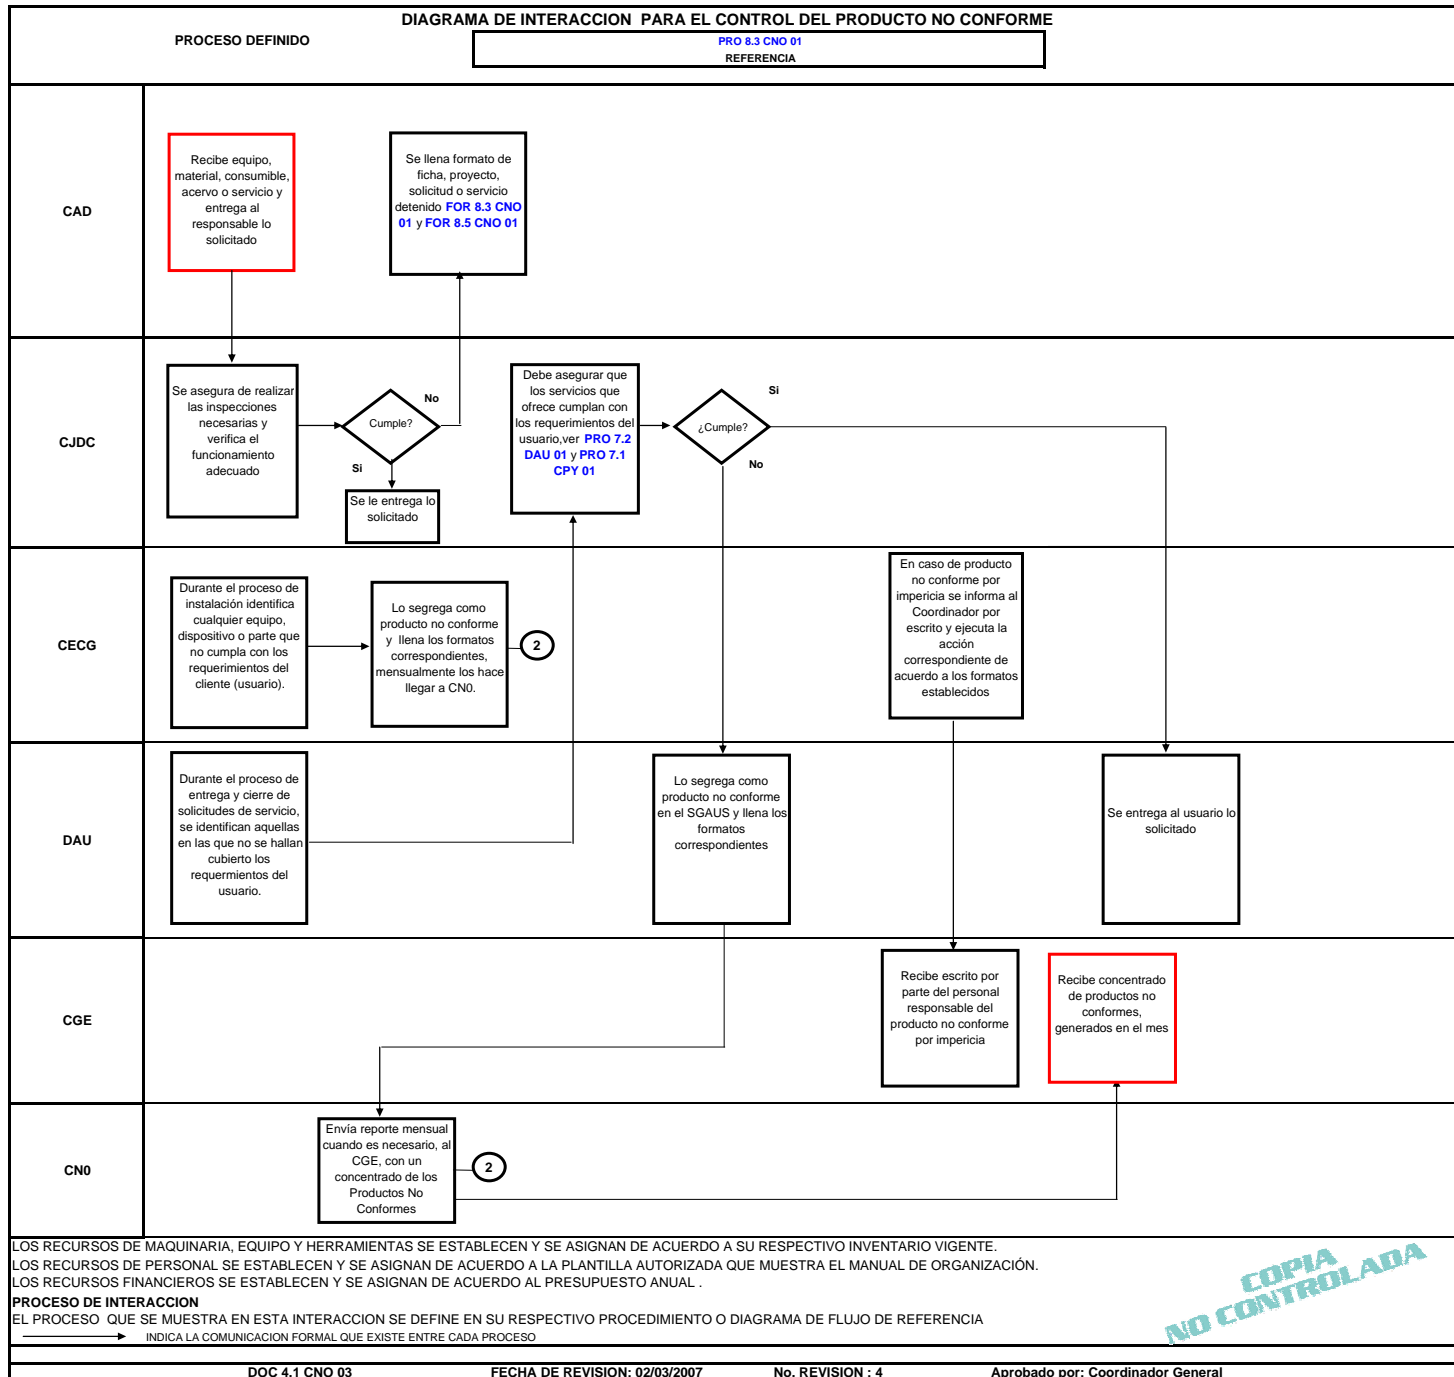 DIAGRAMA DE INTERACCION PARA EL CONTROL DEL PRODUCTO NO CONFORME
PROCESO DEFINIDO
PRO 8.3 CNO 01
REFERENCIA
CAD
Recibe equipo,
material, consumible,
acervo o servicio y
entrega al
responsable lo
solicitado
Se llena formato de
ficha, proyecto,
solicitud o servicio
detenido FOR 8.3 CNO
01 y FOR 8.5 CNO 01
CJDC
Se asegura de realizar
las inspecciones
necesarias y
verifica el
funcionamiento
adecuado
Cumple?
No
Si
Se le entrega lo
solicitado
Debe asegurar que
los servicios que
ofrece cumplan con
los requerimientos del
usuario,ver PRO 7.2
DAU 01 y PRO 7.1
CPY 01
¿Cumple?
Si
No
CECG
Durante el proceso de
instalación identifica
cualquier equipo,
dispositivo o parte que
no cumpla con los
requerimientos del
cliente (usuario).
Lo segrega como
producto no conforme
y llena los formatos
correspondientes,
mensualmente los hace
llegar a CN0.
2
En caso de producto
no conforme por
impericia se informa al
Coordinador por
escrito y ejecuta la
acción
correspondiente de
acuerdo a los formatos
establecidos
DAU
Durante el proceso de
entrega y cierre de
solicitudes de servicio,
se identifican aquellas
en las que no se hallan
cubierto los
requermientos del
usuario.
Lo segrega como
producto no conforme
en el SGAUS y llena los
formatos
correspondientes
Se entrega al usuario lo
solicitado
CGE
Recibe escrito por
parte del personal
responsable del
producto no conforme
por impericia
Recibe concentrado
de productos no
conformes,
generados en el mes
CN0
Envía reporte mensual
cuando es necesario, al
CGE, con un
concentrado de los
Productos No
Conformes
2
LOS RECURSOS DE MAQUINARIA, EQUIPO Y HERRAMIENTAS SE ESTABLECEN Y SE ASIGNAN DE ACUERDO A SU RESPECTIVO INVENTARIO VIGENTE.
LOS RECURSOS DE PERSONAL SE ESTABLECEN Y SE ASIGNAN DE ACUERDO A LA PLANTILLA AUTORIZADA QUE MUESTRA EL MANUAL DE ORGANIZACIÓN.
LOS RECURSOS FINANCIEROS SE ESTABLECEN Y SE ASIGNAN DE ACUERDO AL PRESUPUESTO ANUAL .
PROCESO DE INTERACCION
EL PROCESO QUE SE MUESTRA EN ESTA INTERACCION SE DEFINE EN SU RESPECTIVO PROCEDIMIENTO O DIAGRAMA DE FLUJO DE REFERENCIA
INDICA LA COMUNICACION FORMAL QUE EXISTE ENTRE CADA PROCESO
COPIA
NO CONTROLADA
DOC 4.1 CNO 03 FECHA DE REVISION: 02/03/2007 No. REVISION : 4 Aprobado por: Coordinador General